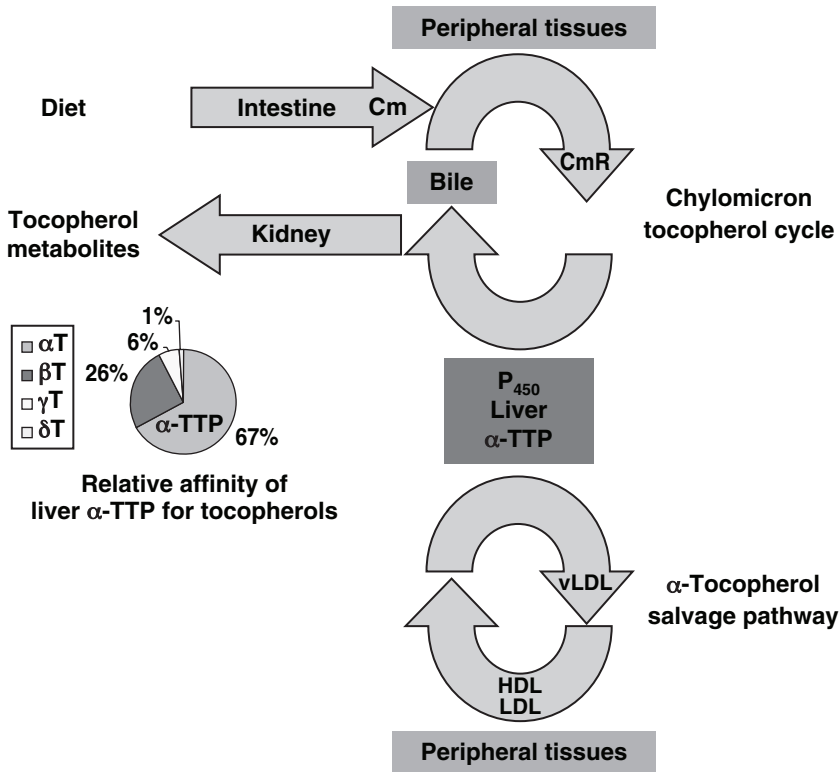 Peripheral tissues
Diet
Intestine Cm
CmR
Bile
Chylomicron
tocopherol cycle
Tocopherol
metabolites
Kidney
αT
βT
γT
δT
1%
6%
26%
α-TTP
67%
Relative affinity of
liver α-TTP for tocopherols
P450
Liver
α-TTP
vLDL
α-Tocopherol
salvage pathway
HDL
LDL
Peripheral tissues